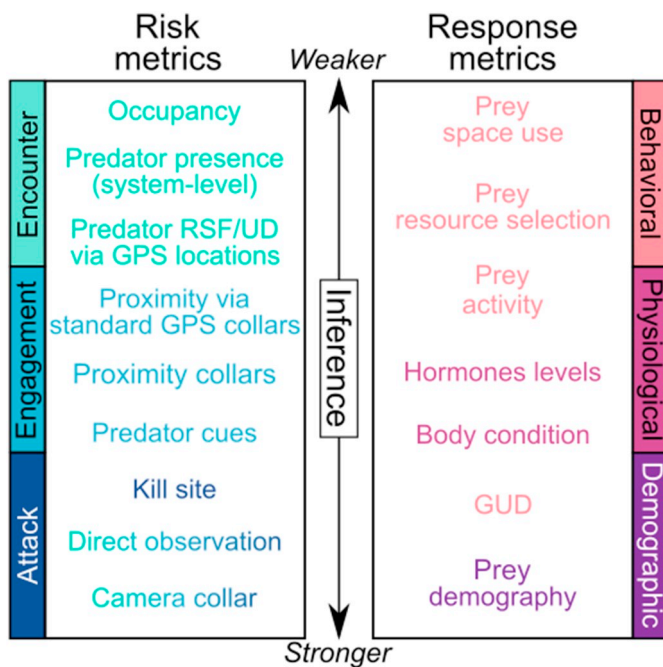 Risk
metrics
Weaker
Response
metrics
Encounter
Engagement
Attack
Occupancy
Predator presence
(system-level)
Predator RSF/UD
via GPS locations
Proximity via
standard GPS collars
Proximity collars
Predator cues
Kill site
Direct observation
Camera collar
Inference
Prey
space use
Prey
resource selection
Prey
activity
Hormones levels
Body condition
GUD
Prey
demography
Behavioral
Physiological
Demographic
Stronger